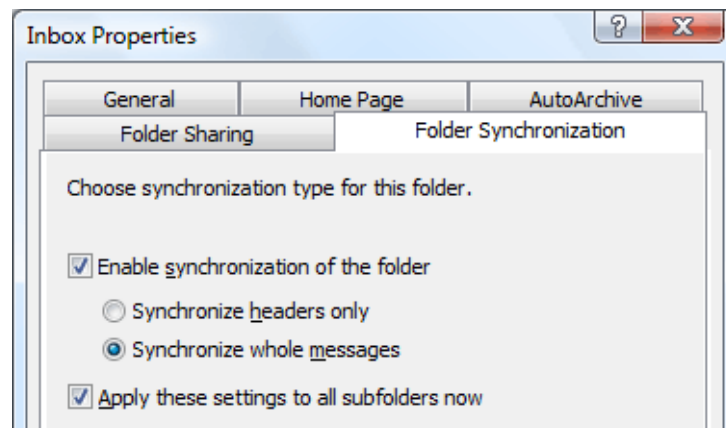 Inbox Properties
?
X
General Home Page AutoArchive
Folder Sharing Folder Synchronization
Choose synchronization type for this folder.
Enable synchronization of the folder
Synchronize headers only
Synchronize whole messages
Apply these settings to all subfolders now